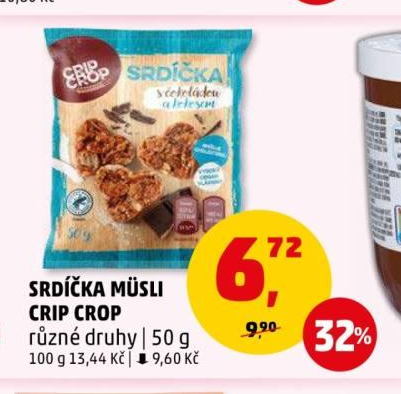 CRIP
CROP
SRDÍČKA
s čokoládou
a kokosem
50 g
6,72
9,90
32%
SRDÍČKA MÜSLI
CRIP CROP
různé druhy | 50 g
100 g 13,44 Kč | ⬇ 9,60 Kč